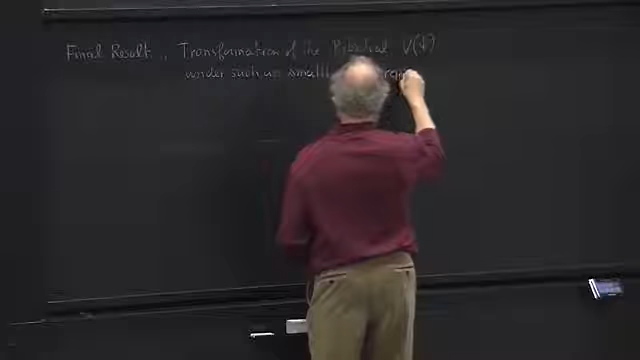 Final Result. Transformation of the Potential V(φ)
under such a small